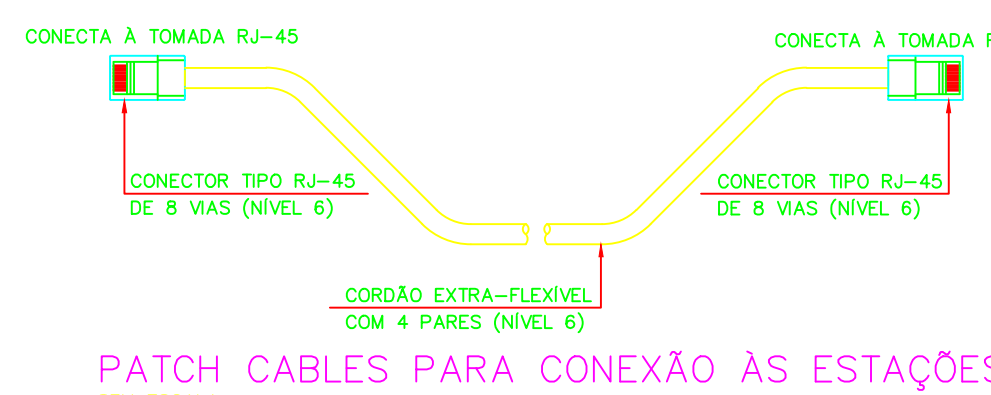 CONECTA À TOMADA RJ-45
CONECTA À TOMADA
CONECTOR TIPO RJ-45
DE 8 VIAS (NÍVEL 6)
CONECTOR TIPO RJ-45
DE 8 VIAS (NÍVEL 6)
CORDÃO EXTRA-FLEXÍVEL
COM 4 PARES (NÍVEL 6)
PATCH CABLES PARA CONEXÃO ÀS ESTAÇÕES